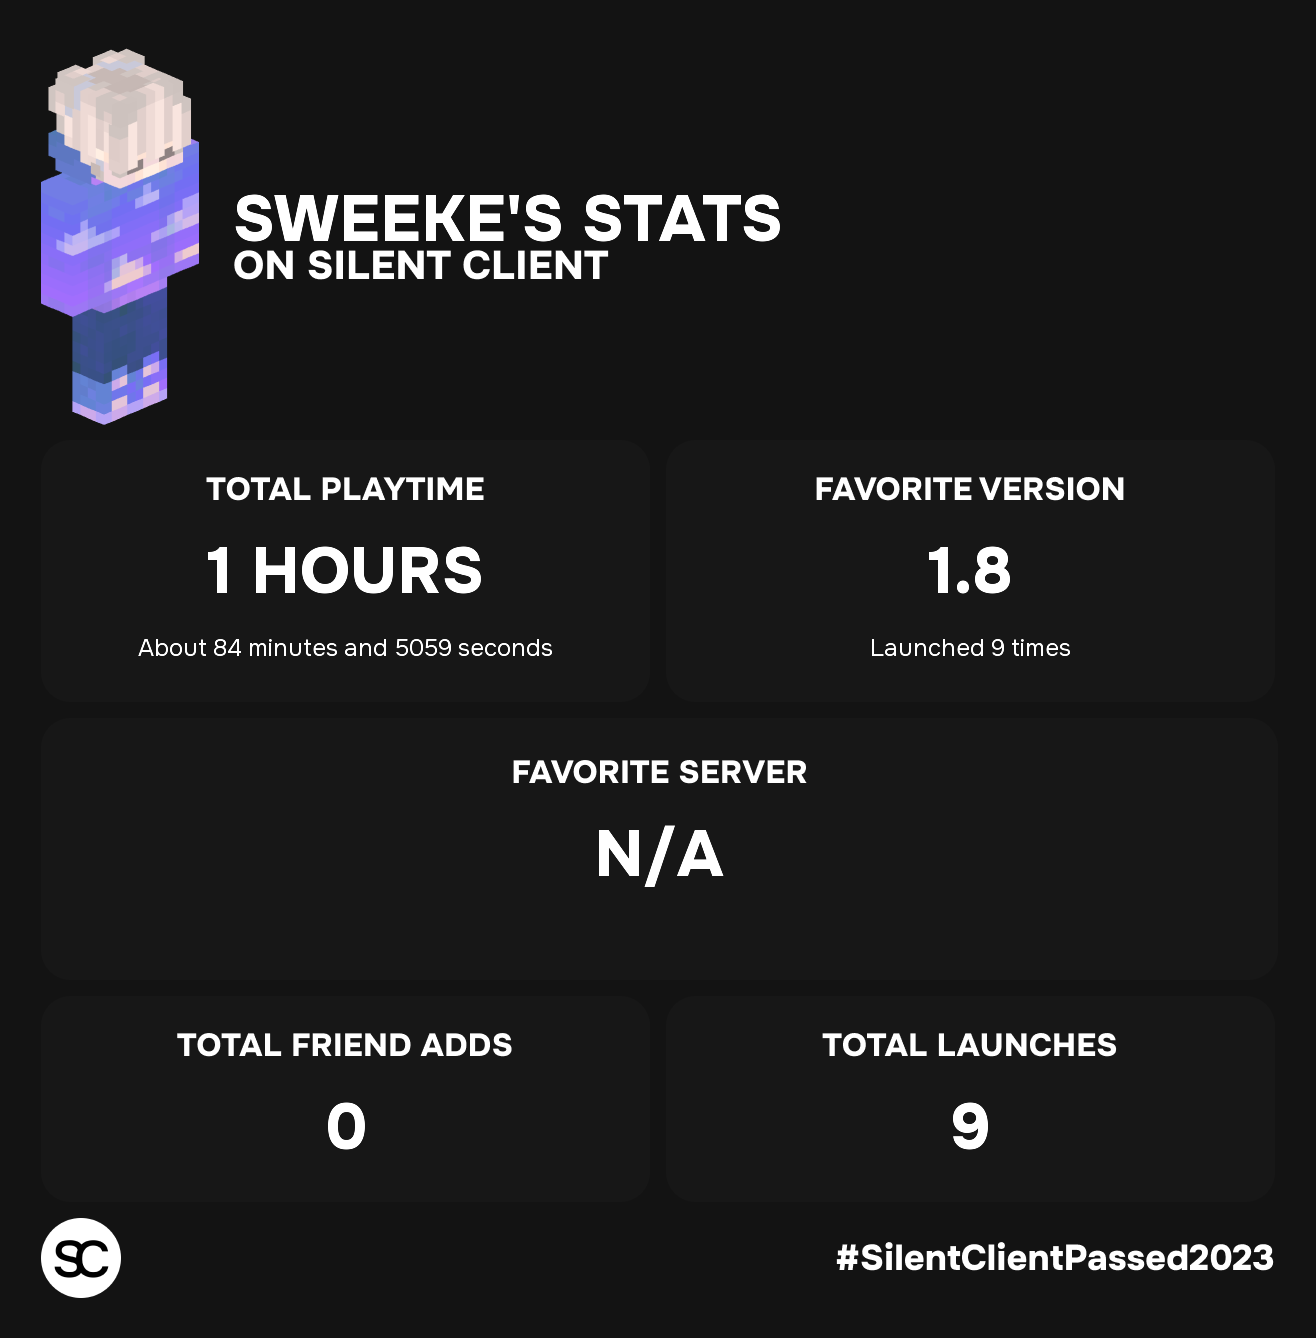 SWEEKE'S STATS
ON SILENT CLIENT
TOTAL PLAYTIME
1 HOURS
About 84 minutes and 5059 seconds
FAVORITE VERSION
1.8
Launched 9 times
FAVORITE SERVER
N/A
TOTAL FRIEND ADDS
0
TOTAL LAUNCHES
9
SC
#SilentClientPassed2023